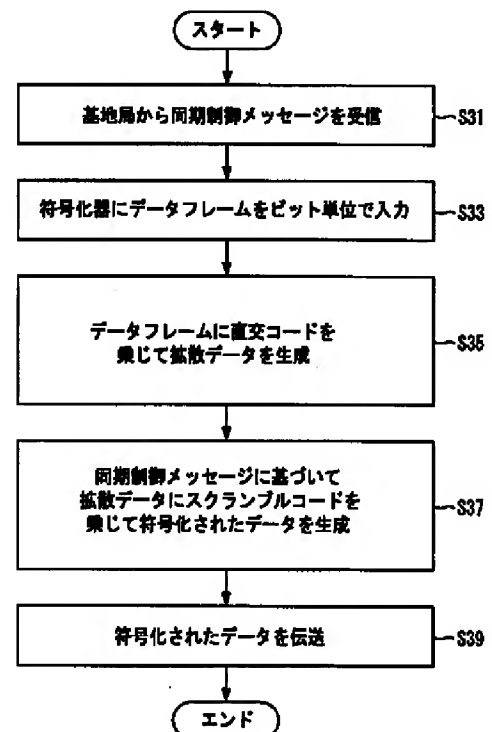 スタート
基地局から同期制御メッセージを受信
S31
符号化器にデータフレームをビット単位で入力
S33
データフレームに直交コードを
乗じて拡散データを生成
S35
同期制御メッセージに基づいて
拡散データにスクランブルコードを
乗じて符号化されたデータを生成
S37
符号化されたデータを伝送
S39
エンド